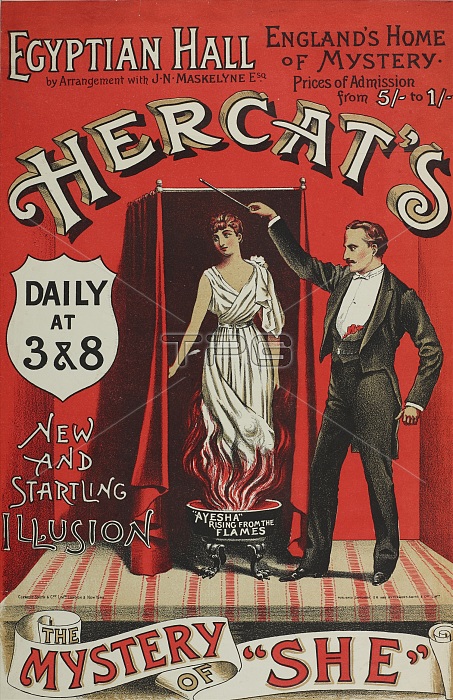 EGYPTIAN HALL
by Arrangement with J·N·MASKELYNE Esq
ENGLAND'S HOME
OF MYSTERY·
Prices of Admission
from 5/- to 1/-
HERCAT'S
DAILY
AT
3 & 8
TPG
NEW
AND
STARTLING
ILLUSION
"AYESHA"
RISING FROM THE
FLAMES
THE
MYSTERY
OF
"SHE"